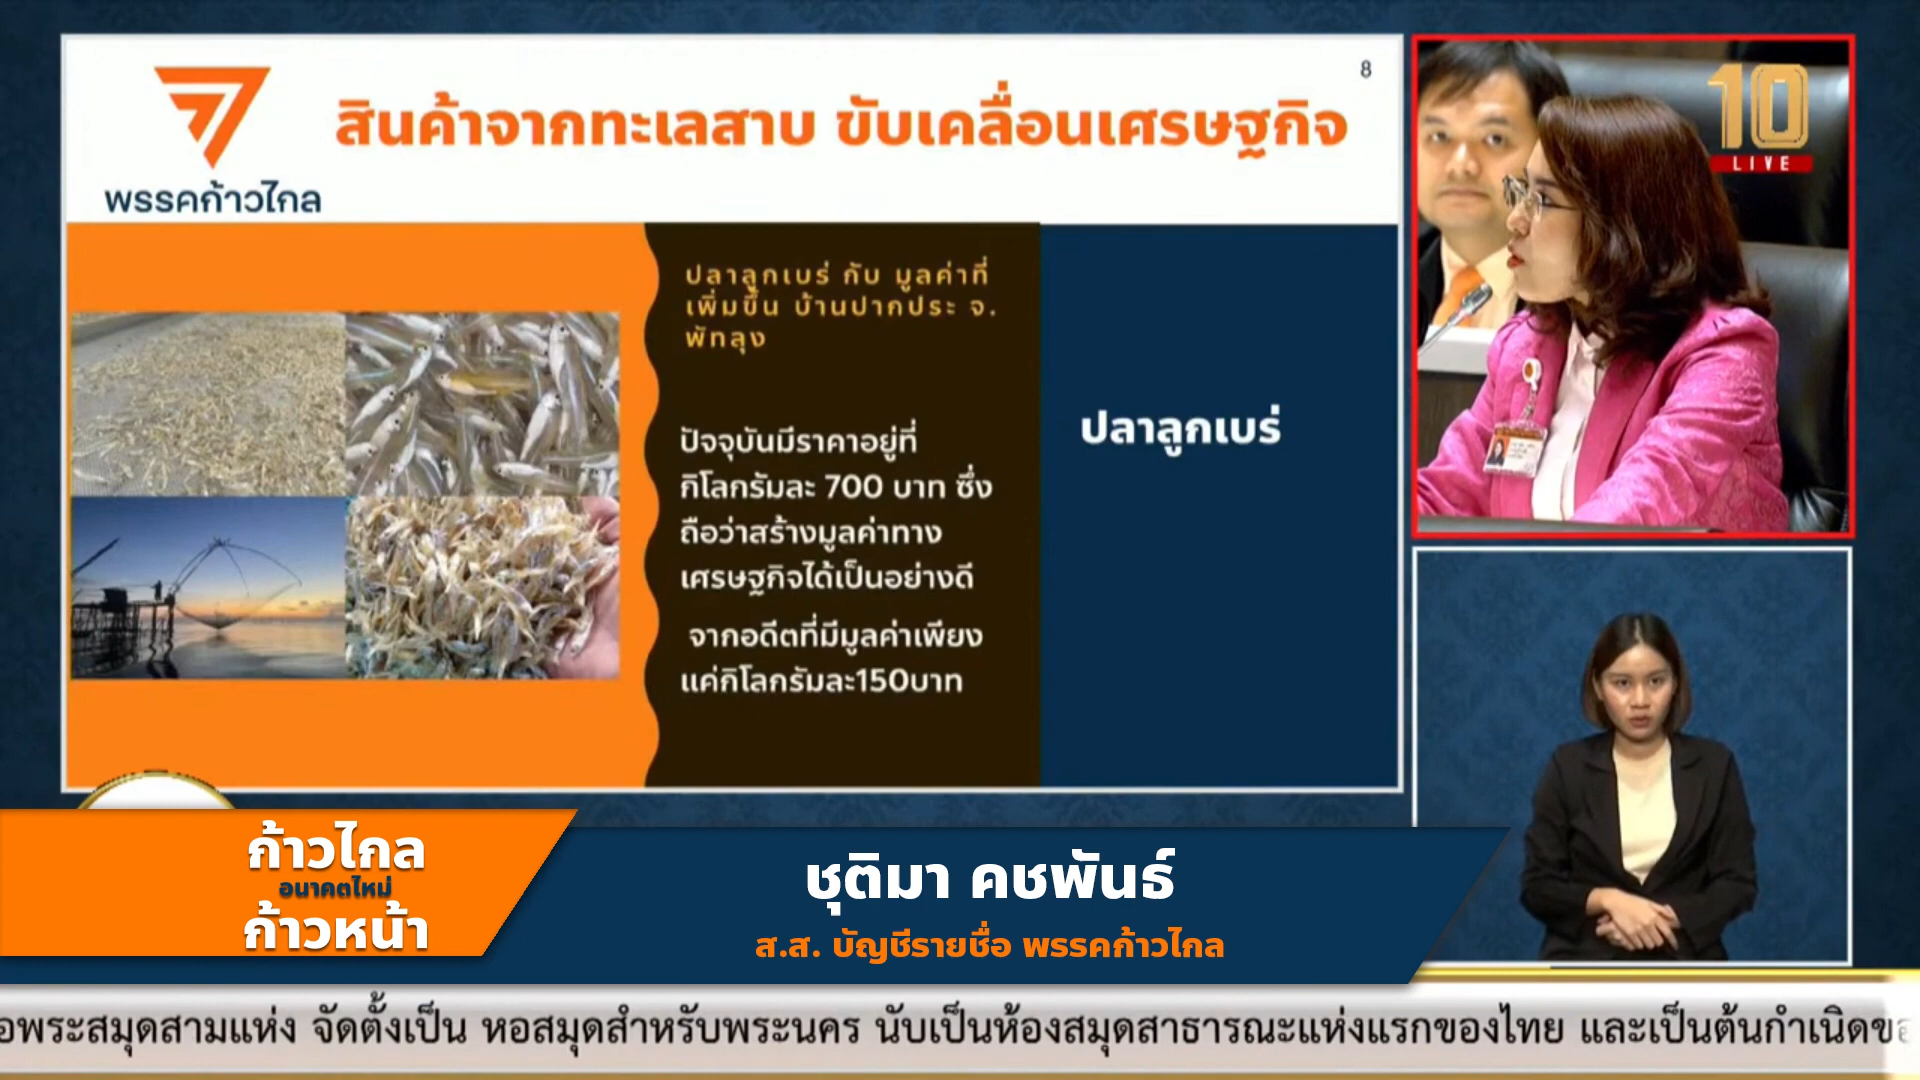 8
สินค้าจากทะเลสาบ ขับเคลื่อนเศรษฐกิจ
พรรคก้าวไกล
ปลาลูกเบร่ กับ มูลค่าที่
เพิ่มขึ้น บ้านปากประ จ.
พัทลุง
ปัจจุบันมีราคาอยู่ที่
กิโลกรัมละ 700 บาท ซึ่ง
ถือว่าสร้างมูลค่าทาง
เศรษฐกิจได้เป็นอย่างดี
จากอดีตที่มีมูลค่าเพียง
แค่กิโลกรัมละ150บาท
ปลาลูกเบร่
10
LIVE
ก้าวไกล
อนาคตใหม่
ก้าวหน้า
ชุติมา คชพันธ์
ส.ส. บัญชีรายชื่อ พรรคก้าวไกล
อพระสมุดสามแห่ง จัดตั้งเป็น หอสมุดสำหรับพระนคร นับเป็นห้องสมุดสาธารณะแห่งแรกของไทย และเป็นต้นกำเนิดข